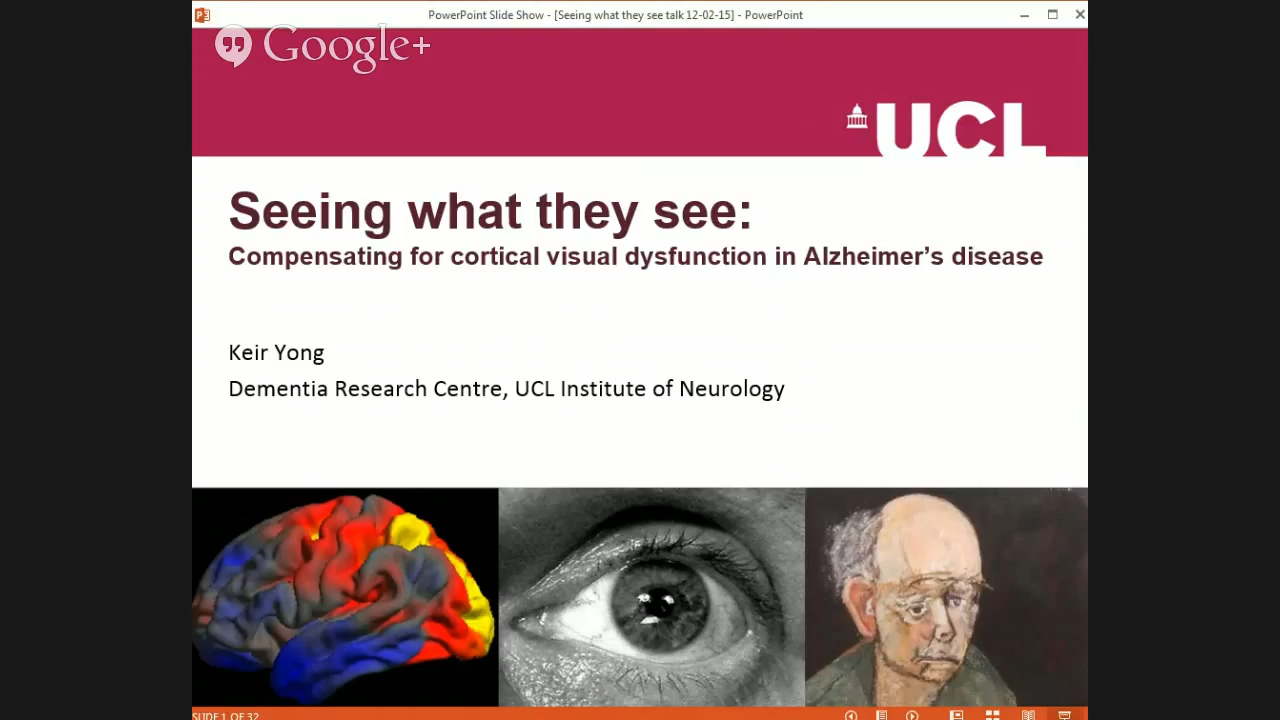 PowerPoint Slide Show - [Seeing what they see talk 12-02-15] - PowerPoint
Google+
UCL
Seeing what they see:
Compensating for cortical visual dysfunction in Alzheimer's disease
Keir Yong
Dementia Research Centre, UCL Institute of Neurology
SLIDE 1 OF 32